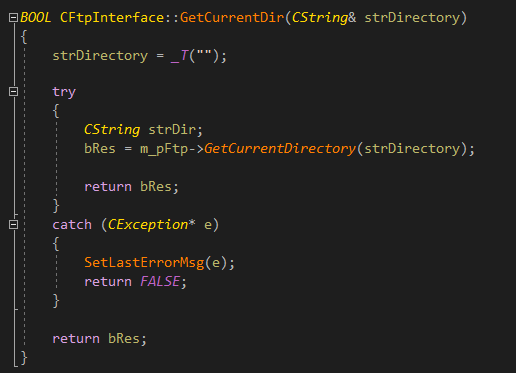 BOOL CFtpInterface::GetCurrentDir(CString& strDirectory)
{
strDirectory = _T("");
try
{
CString strDir;
bRes = m_pFtp->GetCurrentDirectory(strDirectory);
return bRes;
}
catch (CException* e)
{
SetLastErrorMsg(e);
return FALSE;
}
return bRes;
}